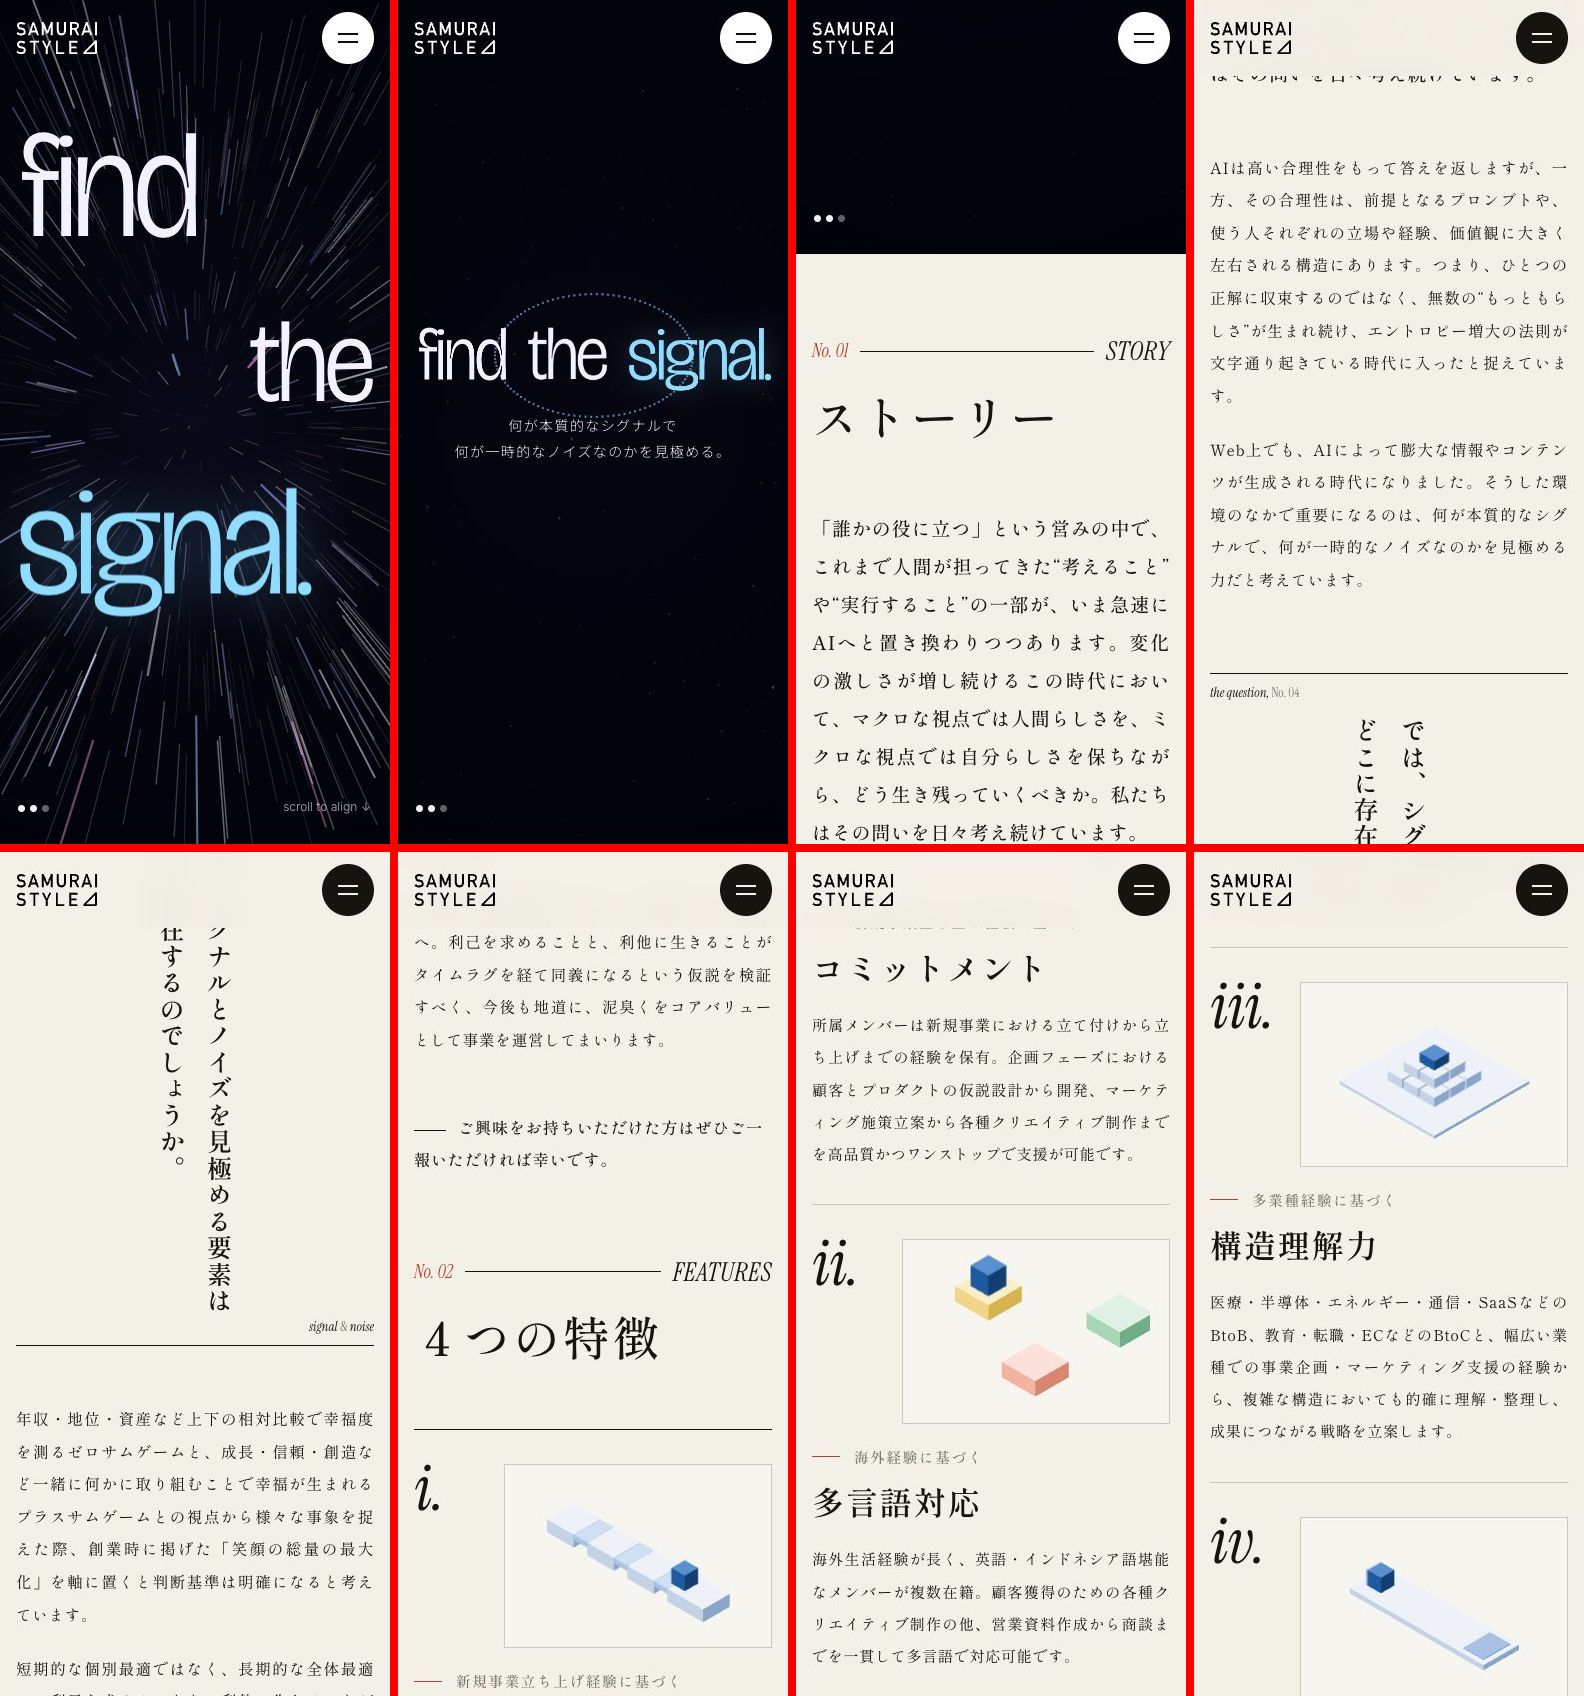 SAMURAI
STYLE
find
the
signal.
scroll to align ↓
SAMURAI
STYLE
find the signal.
何が本質的なシグナルで
何が一時的なノイズなのかを見極める。
SAMURAI
STYLE
No. 01
STORY
ストーリー
「誰かの役に立つ」という営みの中で、
これまで人間が担ってきた“考えること”
や“実行すること”の一部が、いま急速に
AIへと置き換わりつつあります。変化
の激しさが増し続けるこの時代におい
て、マクロな視点では人間らしさを、ミ
クロな視点では自分らしさを保ちなが
ら、どう生き残っていくべきか。私たち
はその問いを日々考え続けています。
SAMURAI
STYLE
はその問いを日々考え続けています。
AIは高い合理性をもって答えを返しますが、一
方、その合理性は、前提となるプロンプトや、
使う人それぞれの立場や経験、価値観に大きく
左右される構造にあります。つまり、ひとつの
正解に収束するのではなく、無数の“もっともら
しさ”が生まれ続け、エントロピー増大の法則が
文字通り起きている時代に入ったと捉えていま
す。
Web上でも、AIによって膨大な情報やコンテン
ツが生成される時代になりました。そうした環
境のなかで重要になるのは、何が本質的なシグ
ナルで、何が一時的なノイズなのかを見極める
力だと考えています。
the question, No. 04
では、シグ
どこに存在
SAMURAI
STYLE
グナルとノイズを見極める要素は
在するのでしょうか。
signal & noise
年収・地位・資産など上下の相対比較で幸福度
を測るゼロサムゲームと、成長・信頼・創造な
ど一緒に何かに取り組むことで幸福が生まれる
プラスサムゲームとの視点から様々な事象を捉
えた際、創業時に掲げた「笑顔の総量の最大
化」を軸に置くと判断基準は明確になると考え
ています。
短期的な個別最適ではなく、長期的な全体最適
SAMURAI
STYLE
へ。利己を求めることと、利他に生きることが
タイムラグを経て同義になるという仮説を検証
すべく、今後も地道に、泥臭くをコアバリュー
として事業を運営してまいります。
ご興味をお持ちいただけた方はぜひご一
報いただければ幸いです。
No. 02
FEATURES
４つの特徴
i.
新規事業立ち上げ経験に基づく
SAMURAI
STYLE
コミットメント
所属メンバーは新規事業における立て付けから立
ち上げまでの経験を保有。企画フェーズにおける
顧客とプロダクトの仮説設計から開発、マーケテ
ィング施策立案から各種クリエイティブ制作まで
を高品質かつワンストップで支援が可能です。
ii.
海外経験に基づく
多言語対応
海外生活経験が長く、英語・インドネシア語堪能
なメンバーが複数在籍。顧客獲得のための各種ク
リエイティブ制作の他、営業資料作成から商談ま
でを一貫して多言語で対応可能です。
SAMURAI
STYLE
iii.
多業種経験に基づく
構造理解力
医療・半導体・エネルギー・通信・SaaSなどの
BtoB、教育・転職・ECなどのBtoCと、幅広い業
種での事業企画・マーケティング支援の経験か
ら、複雑な構造においても的確に理解・整理し、
成果につながる戦略を立案します。
iv.